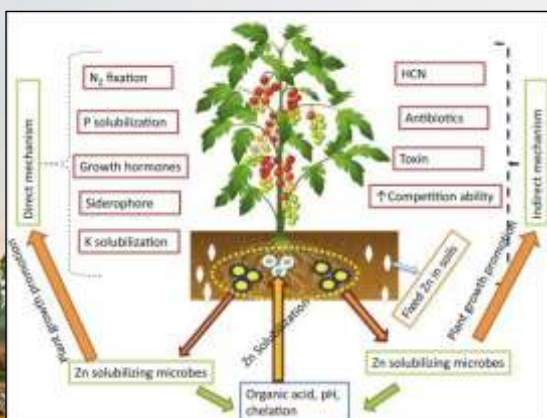 N₂ fixation
P solubilization
Growth hormones
Siderophore
K solubilization
Direct mechanism
HCN
Antibiotics
Toxin
↑Competition ability
Indirect mechanism
Fixed Zn in soils
Plant growth promotion
Plant growth promotion
Zn Solubilization
Zn solubilizing microbes
Zn solubilizing microbes
Organic acid, pH,
chelation